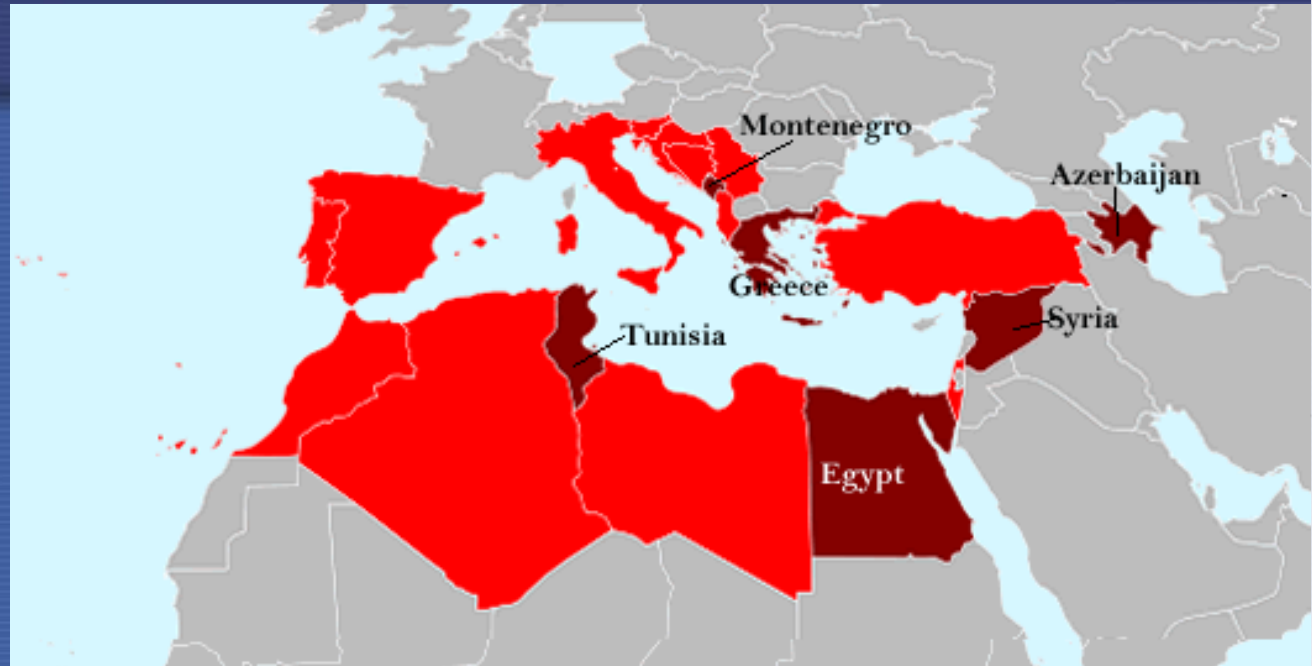 Montenegro
Azerbaijan
Greece
Syria
Tunisia
Egypt